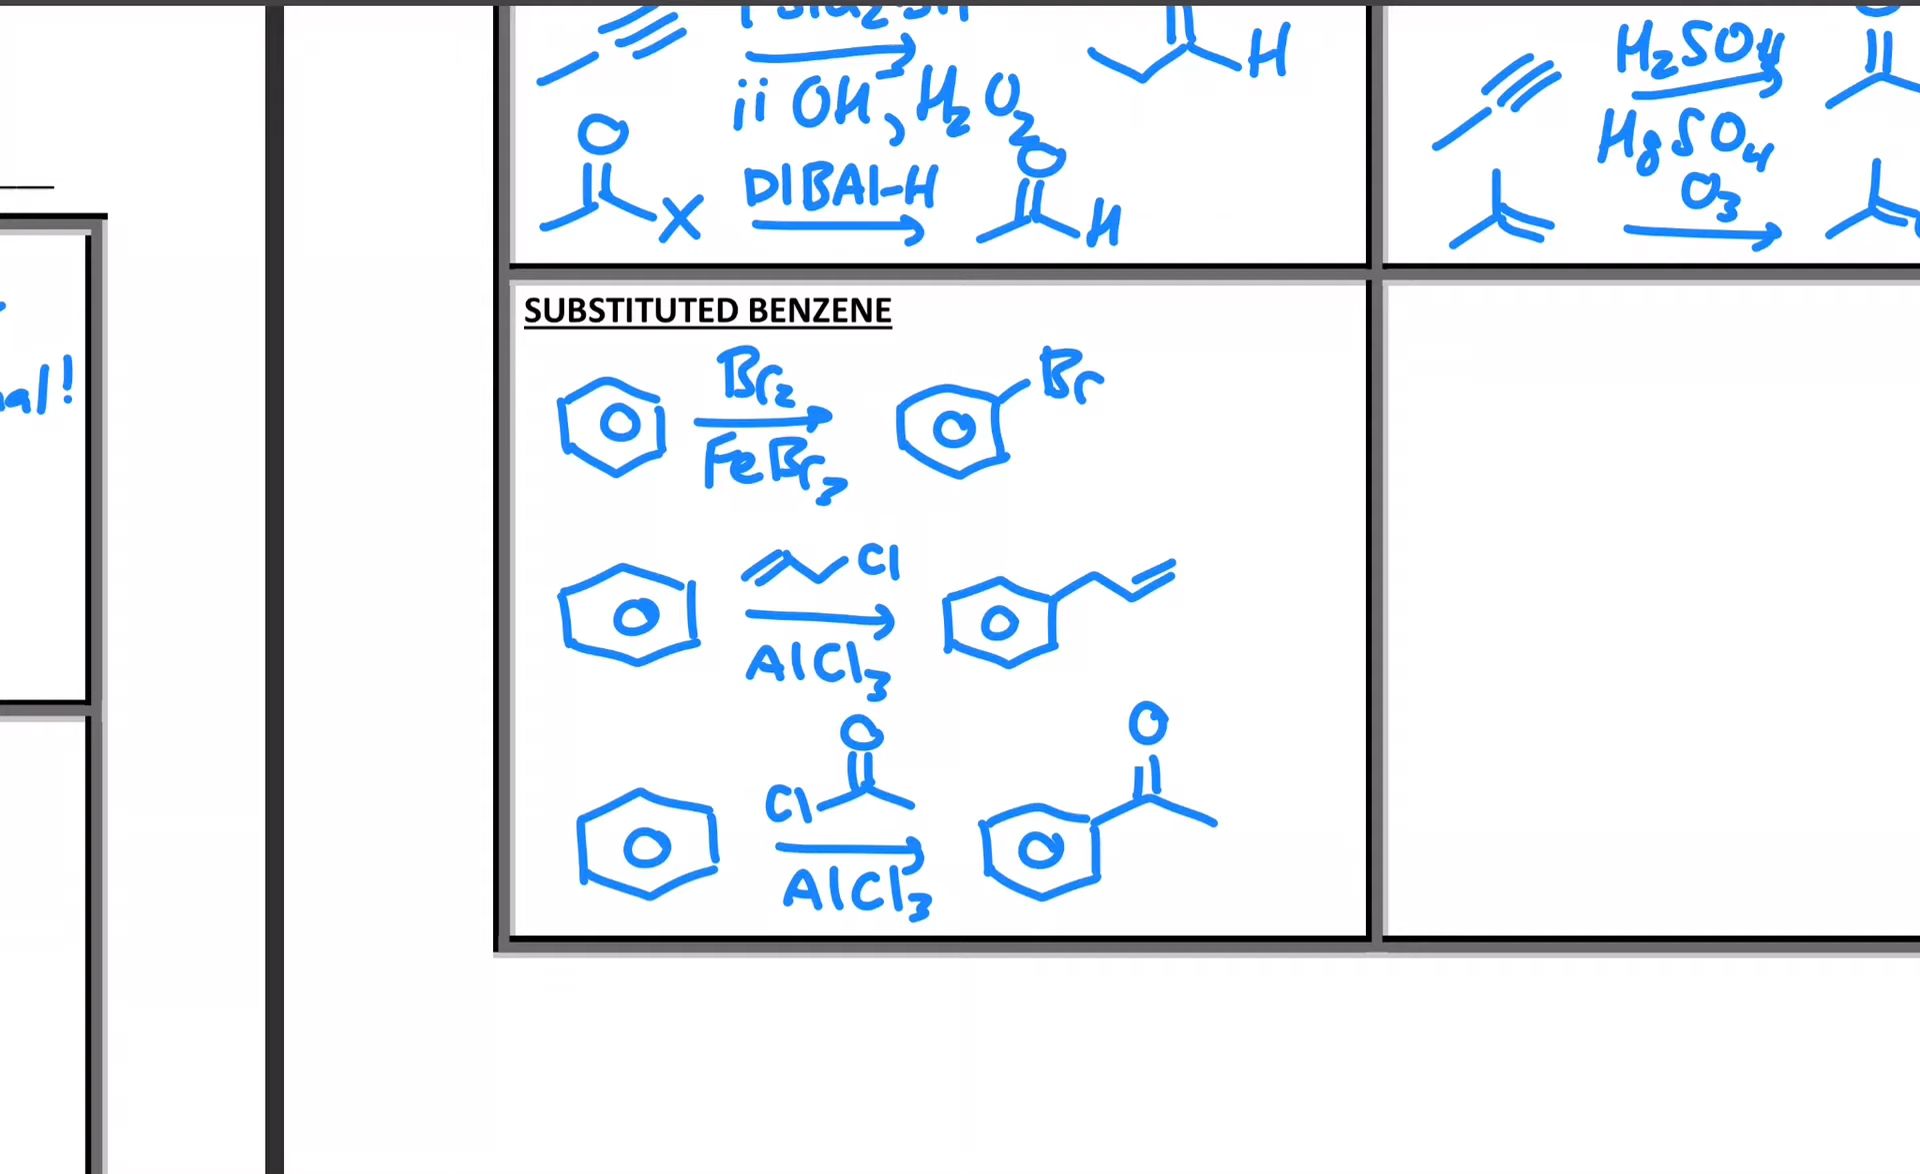 H
ii OH, H2O2
O
X
DIBAl-H
O
H
H2SO4
HgSO4
O3
al!
SUBSTITUTED BENZENE
Br2
FeBr3
Br
Cl
AlCl3
O
Cl
AlCl3
O